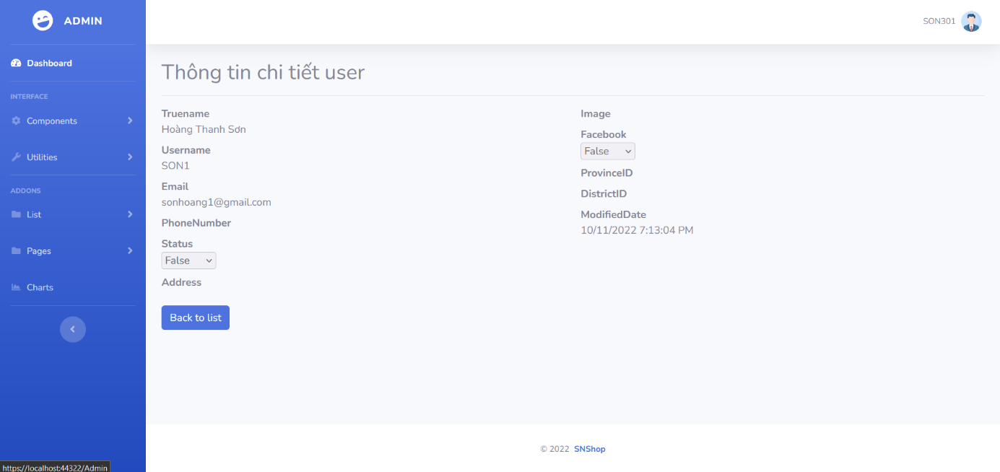 ADMIN
SON301
Dashboard
INTERFACE
Components
Utilities
ADDONS
List
Pages
Charts
Thông tin chi tiết user
Truename
Hoàng Thanh Sơn
Username
SON1
Email
sonhoang1@gmail.com
PhoneNumber
Status
False
Address
Back to list
Image
Facebook
False
ProvinceID
DistrictID
ModifiedDate
10/11/2022 7:13:04 PM
© 2022 SNShop
https://localhost:44322/Admin